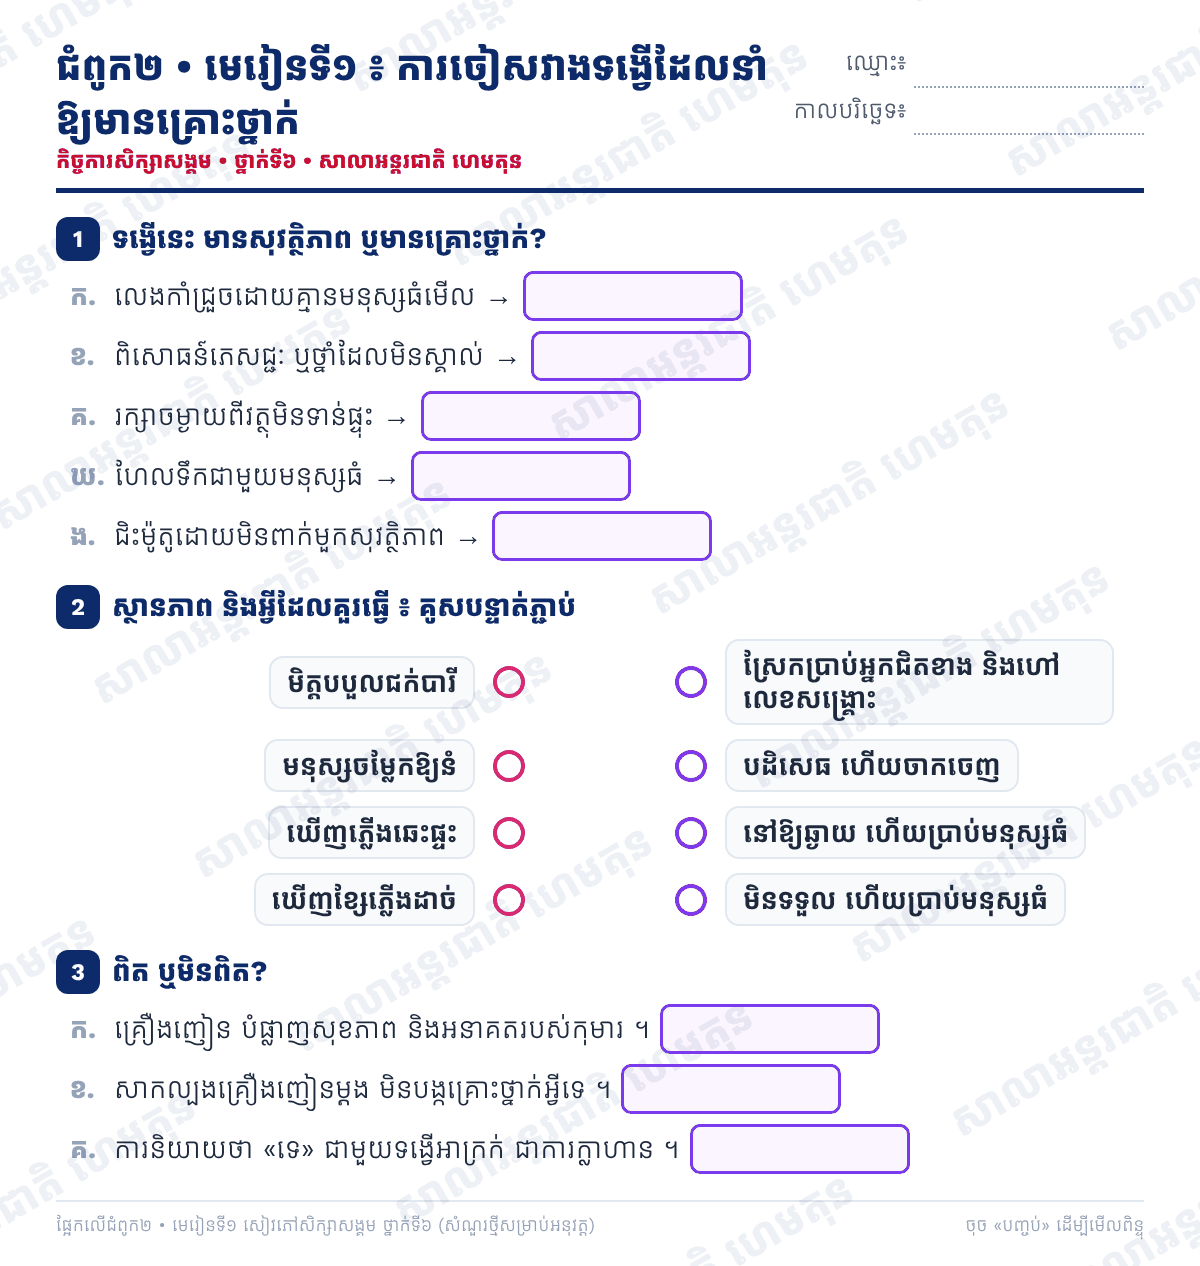 ជំពូក២ • មេរៀនទី១ ៖ ការចៀសវាងទង្វើដែលនាំ
ឱ្យមានគ្រោះថ្នាក់
កិច្ចការសិក្សាសង្គម • ថ្នាក់ទី៦ • សាលាអន្តរជាតិ ហេមតុន
ឈ្មោះ៖
កាលបរិច្ឆេទ៖
1 ទង្វើនេះ មានសុវត្ថិភាព ឬមានគ្រោះថ្នាក់?
ក. លេងកាំជ្រួចដោយគ្មានមនុស្សធំមើល →
ខ. ពិសោធន៍ភេសជ្ជៈ ឬថ្នាំដែលមិនស្គាល់ →
គ. រក្សាចម្ងាយពីវត្ថុមិនទាន់ផ្ទុះ →
ឃ. ហែលទឹកជាមួយមនុស្សធំ →
ង. ជិះម៉ូតូដោយមិនពាក់មួកសុវត្ថិភាព →
2 ស្ថានភាព និងអ្វីដែលគួរធ្វើ ៖ គូសបន្ទាត់ភ្ជាប់
មិត្តបបួលជក់បារី
ស្រែកប្រាប់អ្នកជិតខាង និងហៅ
លេខសង្គ្រោះ
មនុស្សចម្លែកឱ្យនំ
បដិសេធ ហើយចាកចេញ
ឃើញភ្លើងឆេះផ្ទះ
នៅឱ្យឆ្ងាយ ហើយប្រាប់មនុស្សធំ
ឃើញខ្សែភ្លើងដាច់
មិនទទួល ហើយប្រាប់មនុស្សធំ
3 ពិត ឬមិនពិត?
ក. គ្រឿងញៀន បំផ្លាញសុខភាព និងអនាគតរបស់កុមារ ។
ខ. សាកល្បងគ្រឿងញៀនម្តង មិនបង្កគ្រោះថ្នាក់អ្វីទេ ។
គ. ការនិយាយថា «ទេ» ជាមួយទង្វើអាក្រក់ ជាការក្លាហាន ។
ផ្អែកលើជំពូក២ • មេរៀនទី១ សៀវភៅសិក្សាសង្គម ថ្នាក់ទី៦ (សំណួរថ្មីសម្រាប់អនុវត្ត)
ចុច «បញ្ចប់» ដើម្បីមើលពិន្ទុ